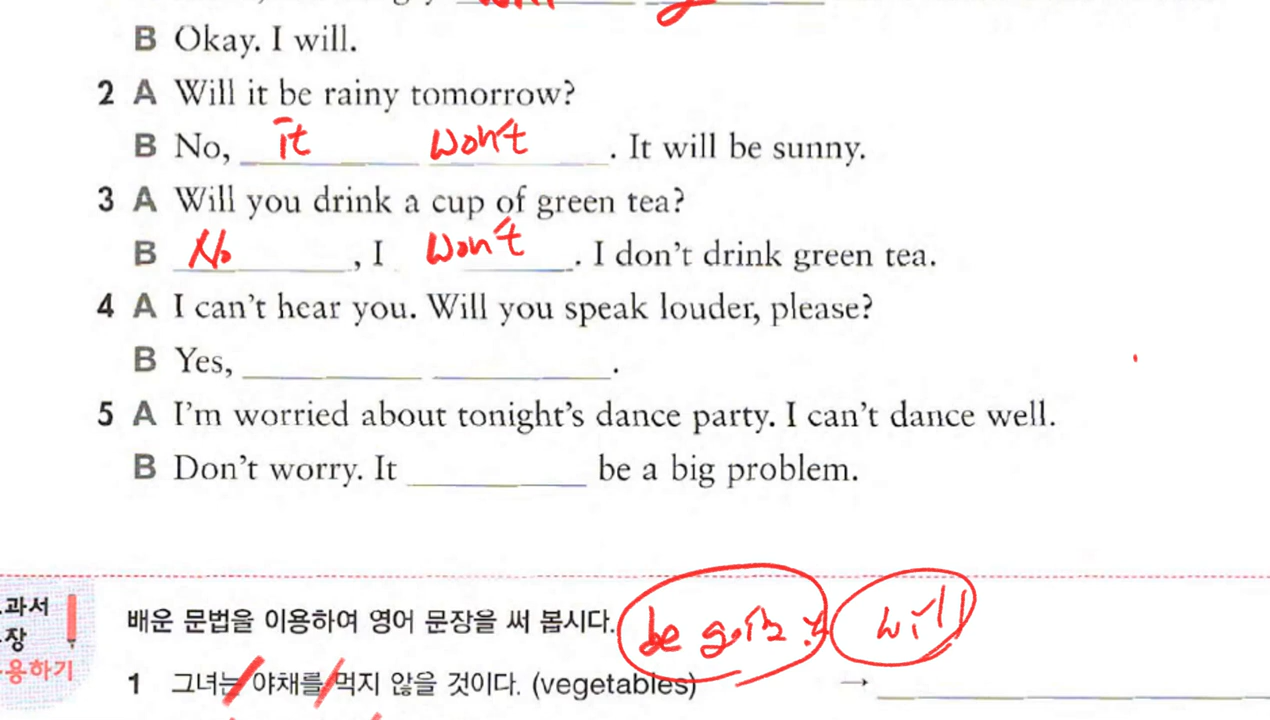 B Okay. I will.
2 A Will it be rainy tomorrow?
B No, it won't. It will be sunny.
3 A Will you drink a cup of green tea?
B No, I won't. I don't drink green tea.
4 A I can't hear you. Will you speak louder, please?
B Yes, ____ ____.
5 A I'm worried about tonight's dance party. I can't dance well.
B Don't worry. It ____ be a big problem.
과서
장
용하기
배운 문법을 이용하여 영어 문장을 써 봅시다. be going will
1 그녀는 야채를 먹지 않을 것이다. (vegetables) →